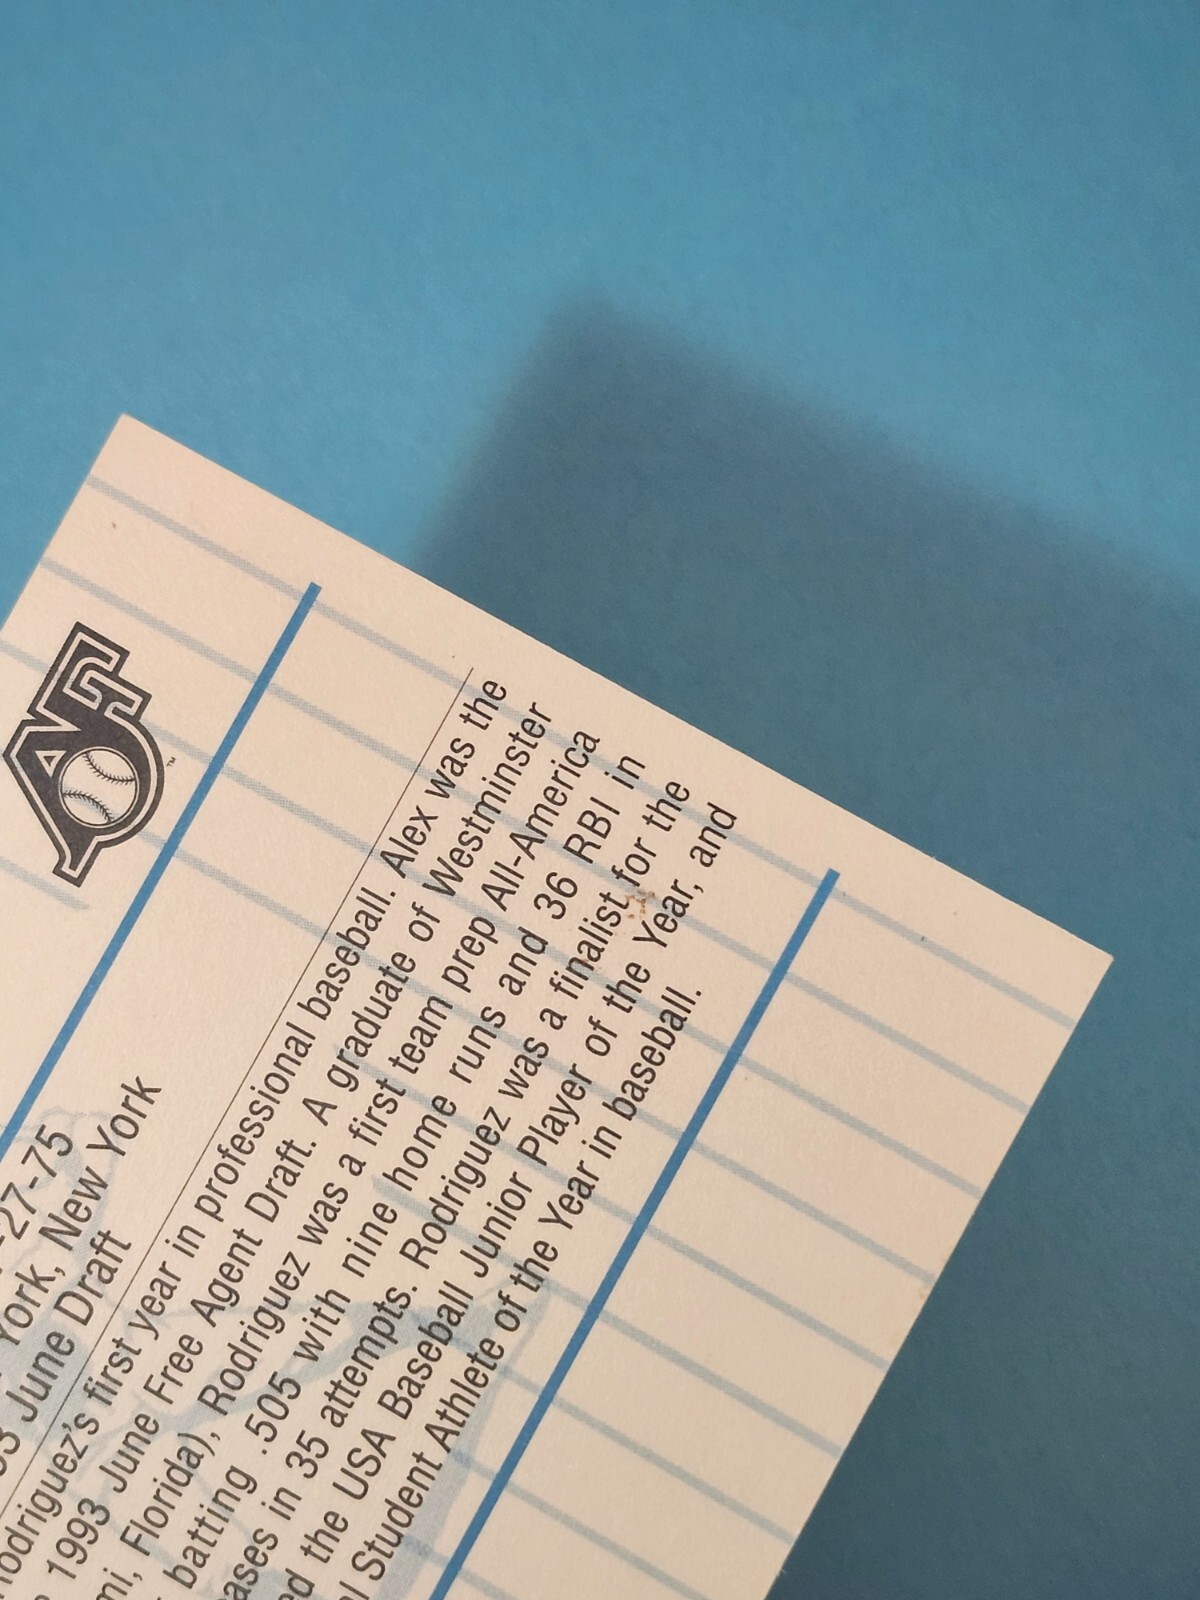 AF
™
-27-75
York, New York
June Draft
Rodriguez's first year in professional baseball. Alex was the
1993 June Free Agent Draft. A graduate of Westminster
Florida), Rodriguez was a first team prep All-America
batting .505 with nine home runs and 36 RBI in
in 35 attempts. Rodriguez was a finalist for the
the USA Baseball Junior Player of the Year, and
Student Athlete of the Year in baseball.